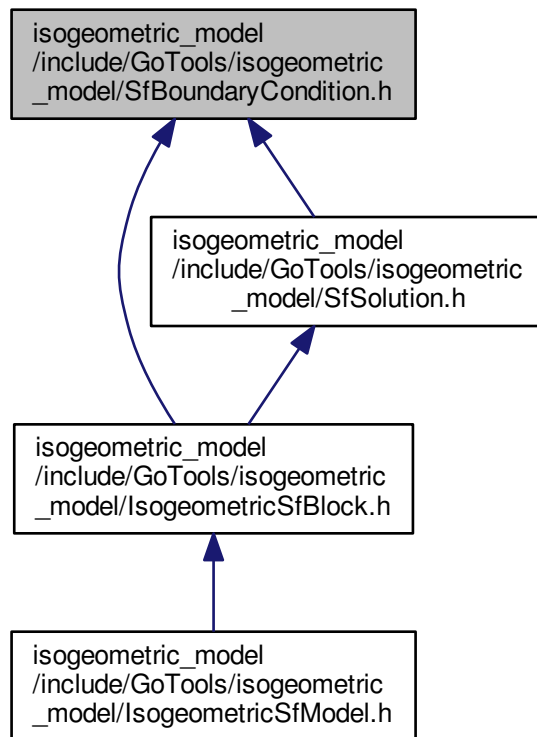 isogeometric_model
/include/GoTools/isogeometric
_model/SfBoundaryCondition.h
isogeometric_model
/include/GoTools/isogeometric
_model/SfSolution.h
isogeometric_model
/include/GoTools/isogeometric
_model/IsogeometricSfBlock.h
isogeometric_model
/include/GoTools/isogeometric
_model/IsogeometricSfModel.h